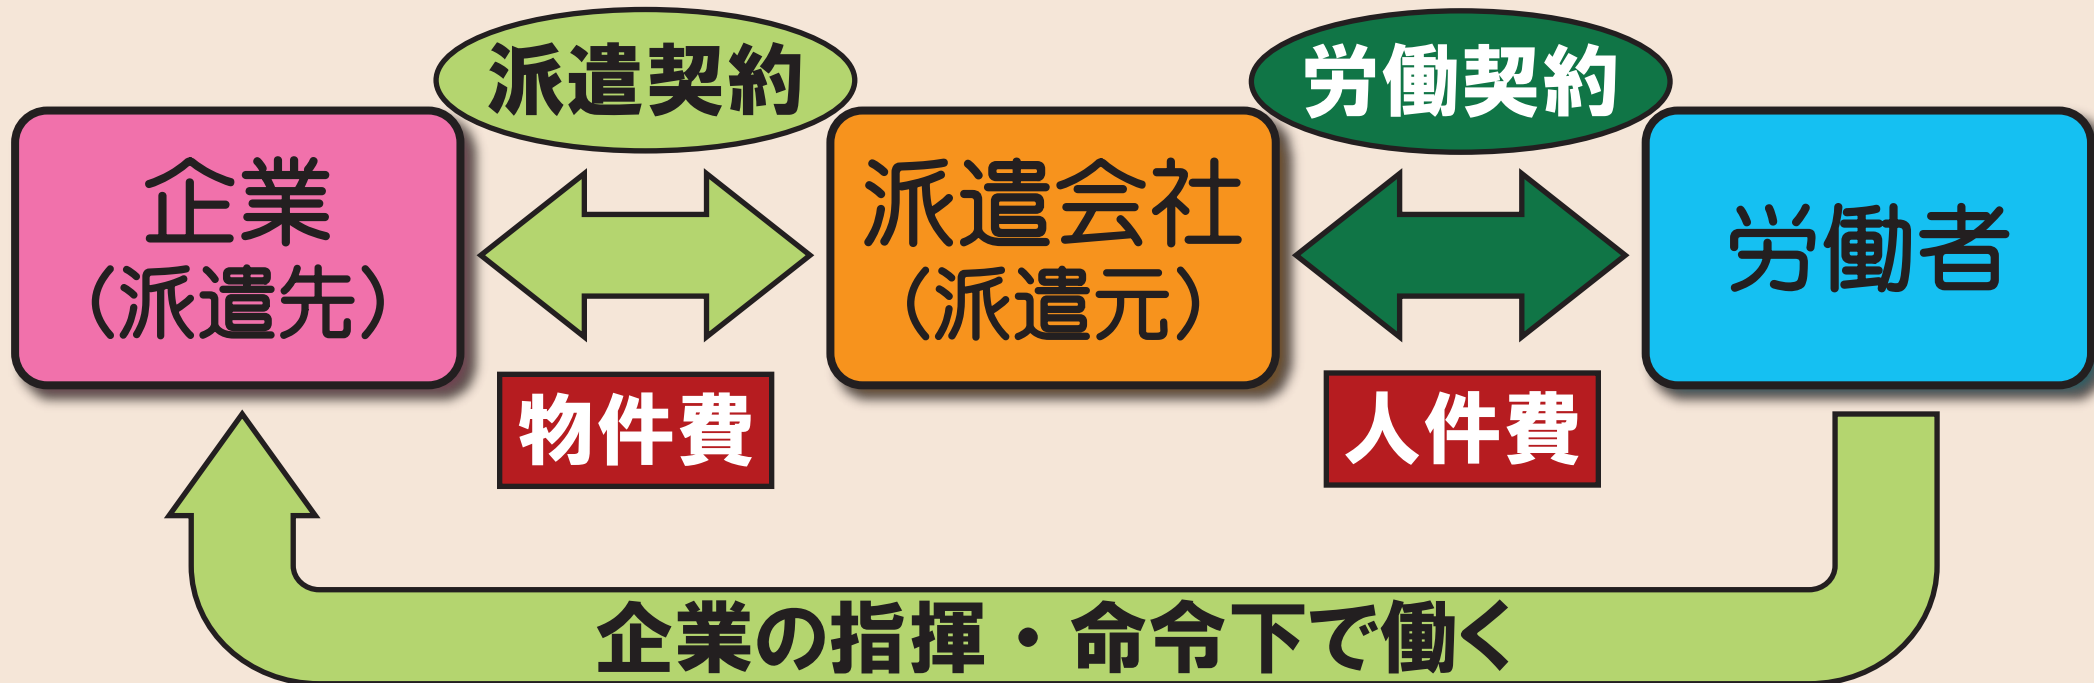 派遣契約
労働契約
企業
(派遣先)
派遣会社
(派遣元)
労働者
物件費
人件費
企業の指揮・命令下で働く